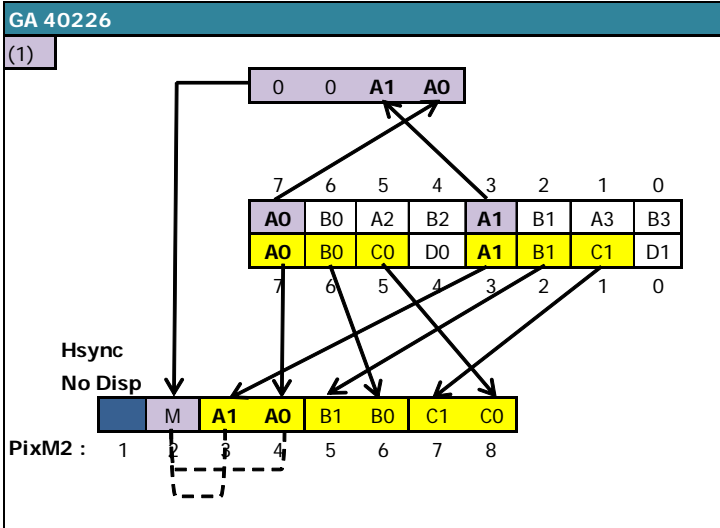 GA 40226
(1)
0 0 A1 A0
7 6 5 4 3 2 1 0
A0 B0 A2 B2 A1 B1 A3 B3
A0 B0 C0 D0 A1 B1 C1 D1
7 6 5 4 3 2 1 0
Hsync
No Disp
M A1 A0 B1 B0 C1 C0
PixM2 : 1 2 3 4 5 6 7 8